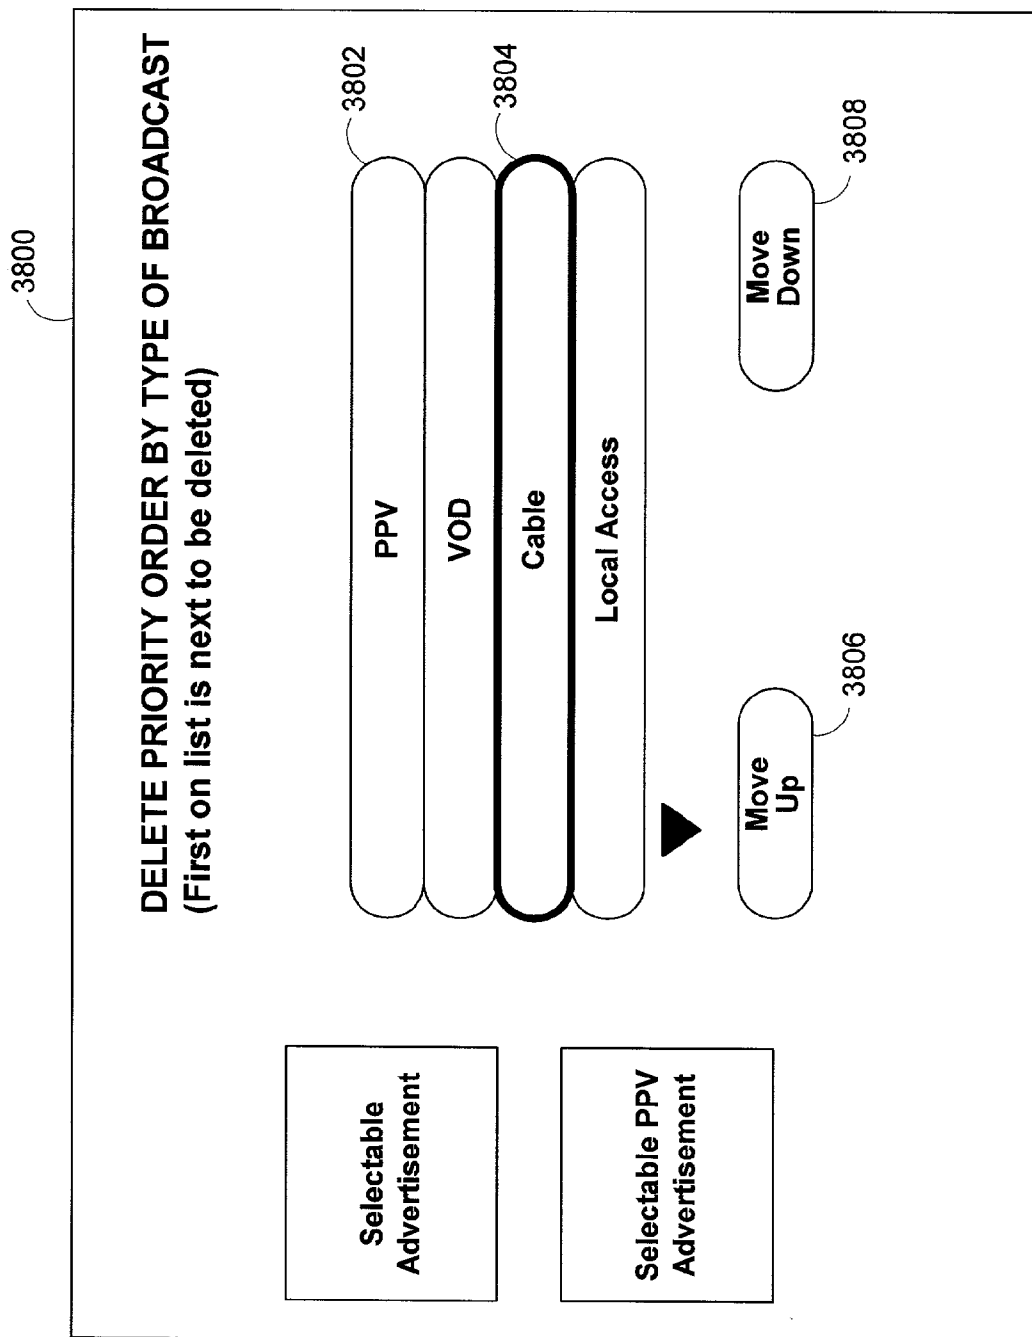 3800
DELETE PRIORITY ORDER BY TYPE OF BROADCAST
(First on list is next to be deleted)
Selectable
Advertisement
Selectable PPV
Advertisement
PPV
3802
VOD
Cable
3804
Local Access
Move
Up
3806
Move
Down
3808